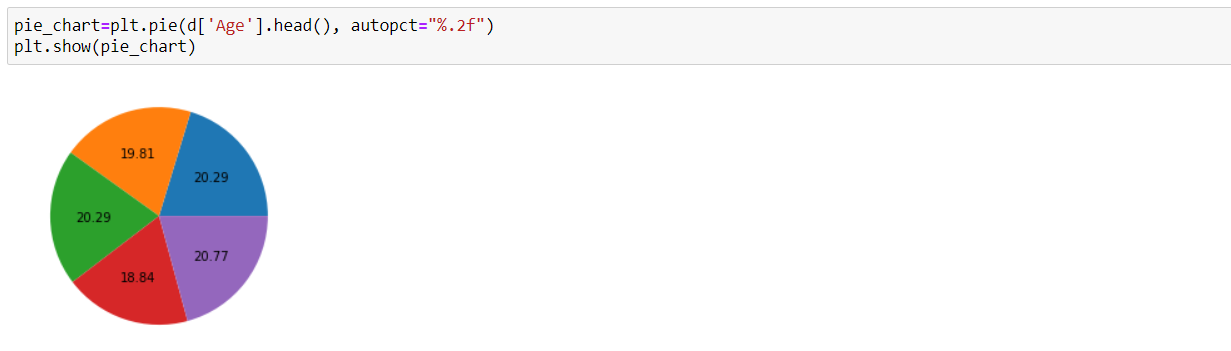 pie_chart=plt.pie(d['Age'].head(), autopct="%.2f")
plt.show(pie_chart)
19.81
20.29
20.29
20.77
18.84